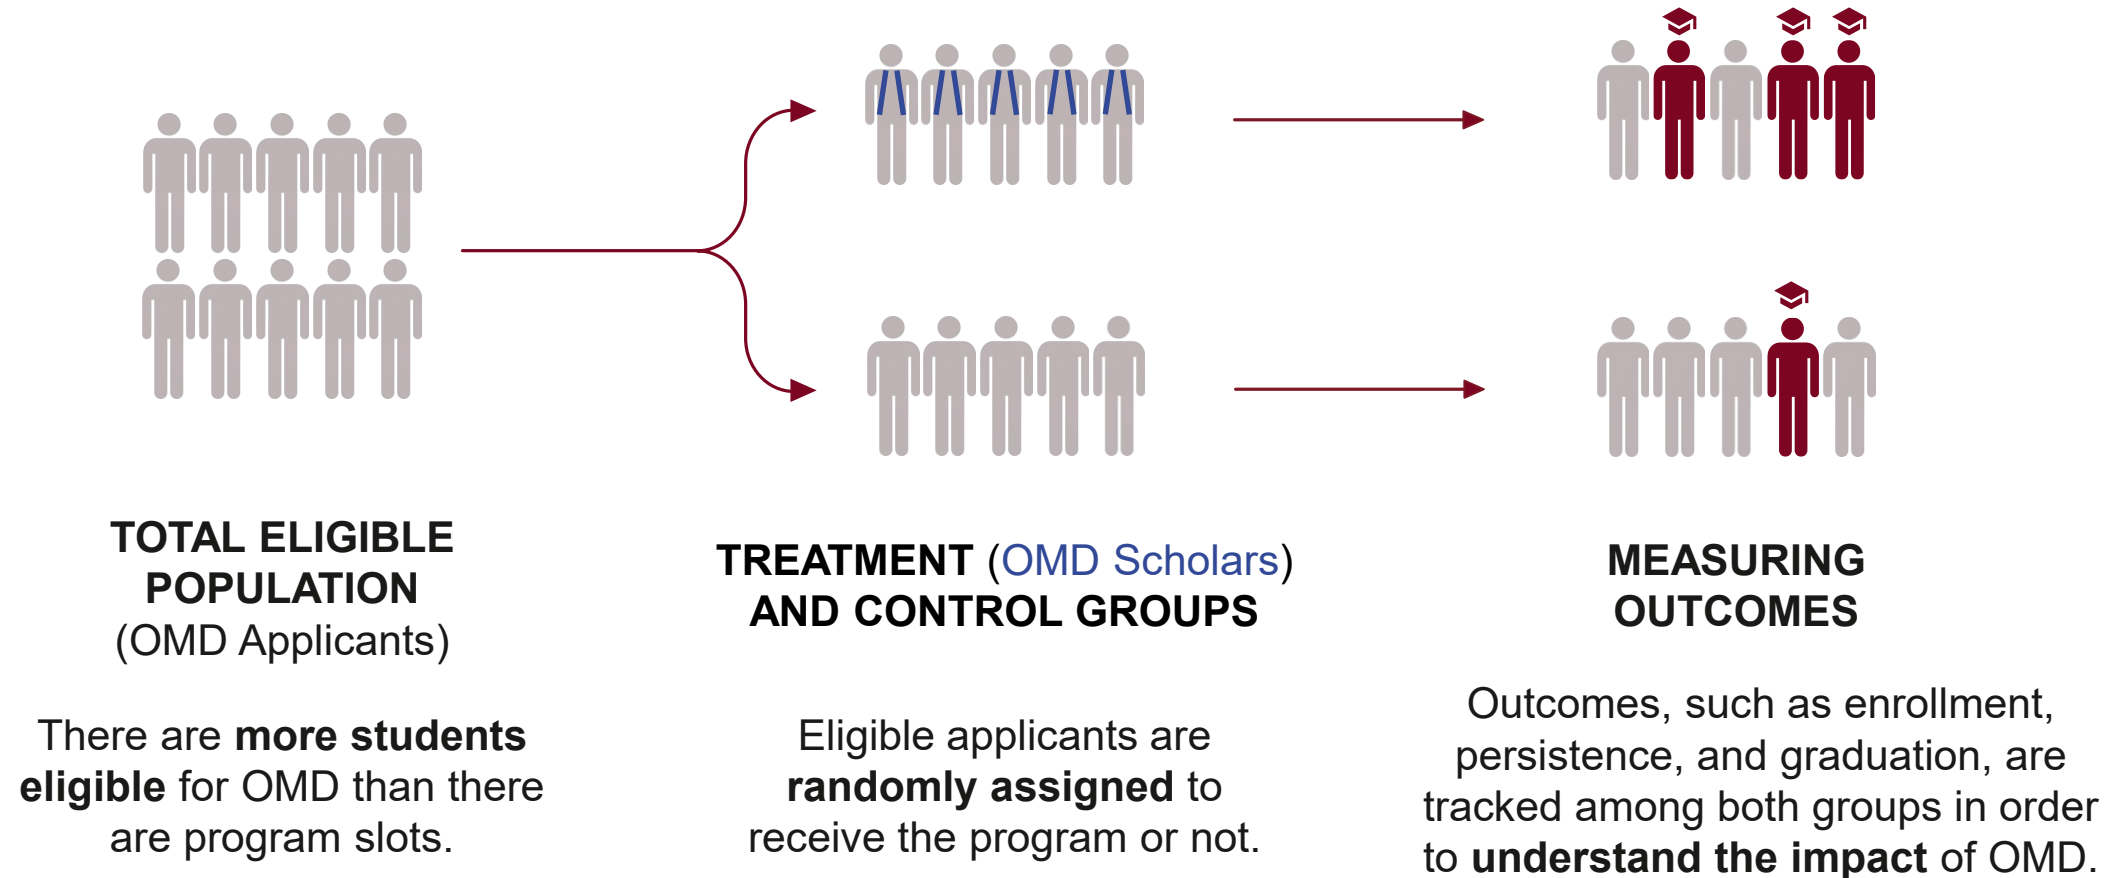 TOTAL ELIGIBLE
POPULATION
(OMD Applicants)
There are more students
eligible for OMD than there
are program slots.
TREATMENT (OMD Scholars)
AND CONTROL GROUPS
Eligible applicants are
randomly assigned to
receive the program or not.
MEASURING
OUTCOMES
Outcomes, such as enrollment,
persistence, and graduation, are
tracked among both groups in order
to understand the impact of OMD.